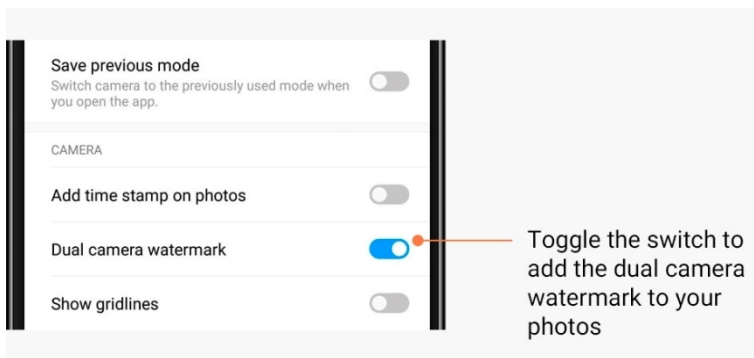 Save previous mode
Switch camera to the previously used mode when
you open the app.
CAMERA
Add time stamp on photos
Dual camera watermark
Show gridlines
Toggle the switch to
add the dual camera
watermark to your
photos